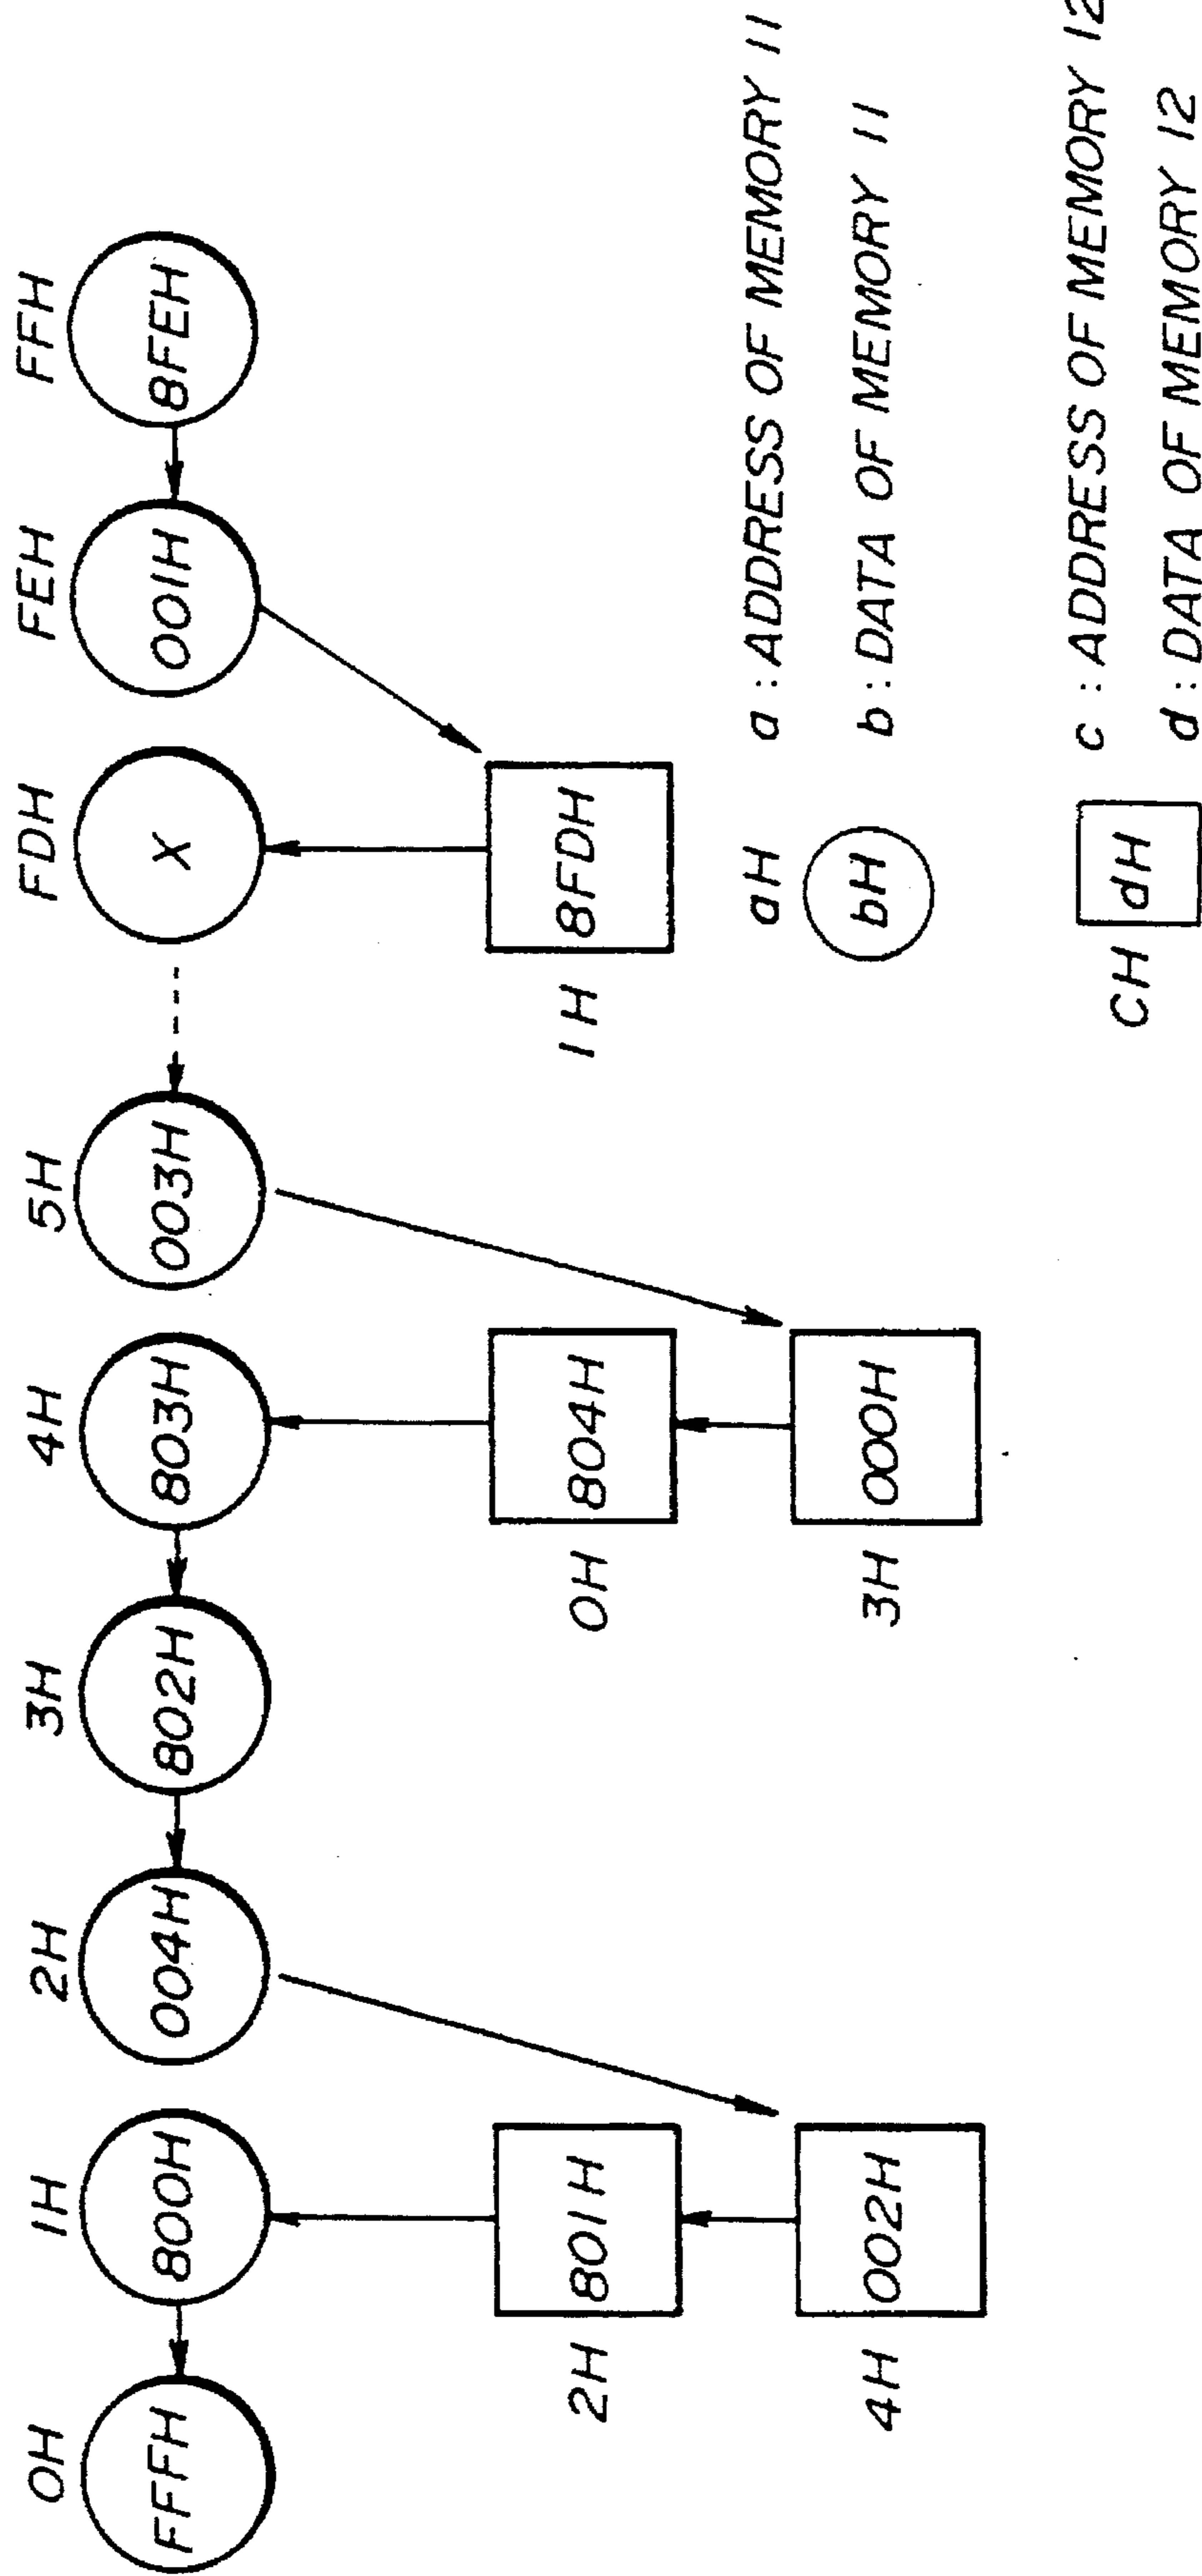 OH 1H 2H 3H 4H 5H FDH FEH FFH
FFFH 800H 004H 802H 803H 003H X 001H 8FEH
2H 801H OH 804H 1H 8FDH
4H 002H 3H 000H
aH a : ADDRESS OF MEMORY 11
bH b : DATA OF MEMORY 11
CH dH c : ADDRESS OF MEMORY 12
d : DATA OF MEMORY 12